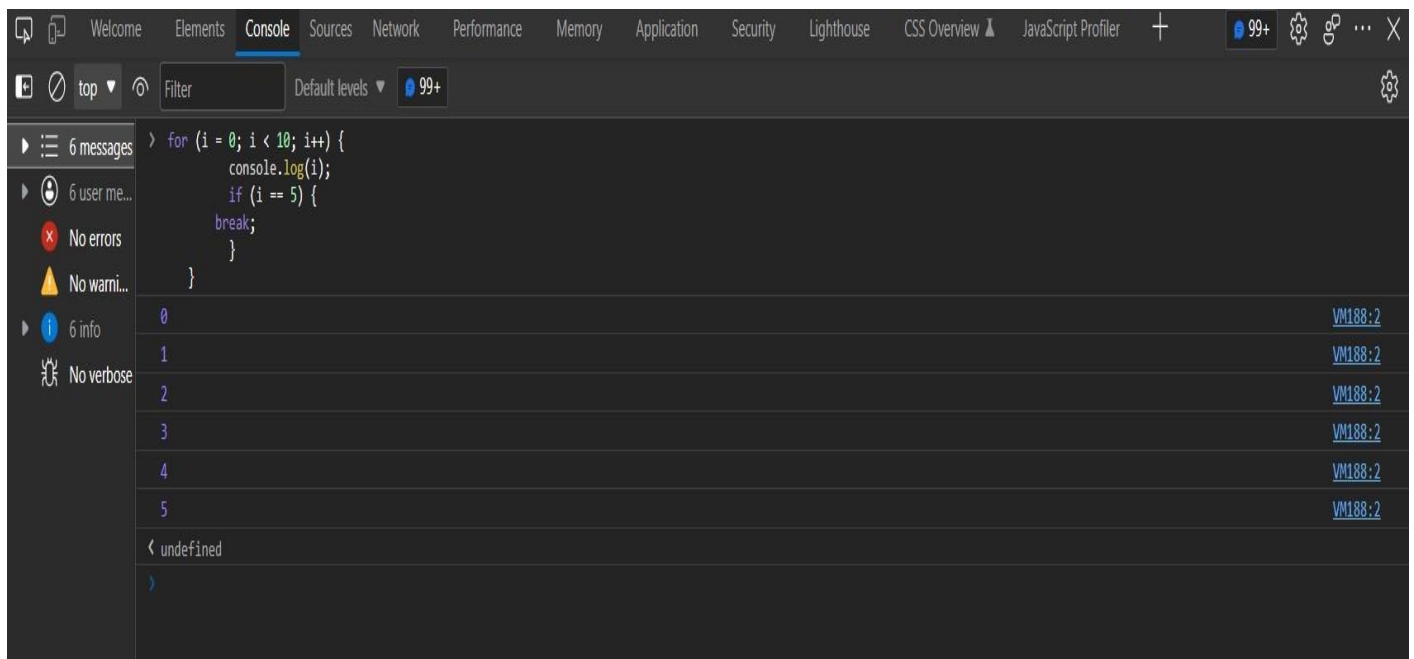 Welcome Elements Console Sources Network Performance Memory Application Security Lighthouse CSS Overview JavaScript Profiler + 99+ ... X
top Filter Default levels 99+
6 messages
6 user me...
No errors
No warni...
6 info
No verbose
> for (i = 0; i < 10; i++) {
console.log(i);
if (i == 5) {
break;
}
}
0 VM188:2
1 VM188:2
2 VM188:2
3 VM188:2
4 VM188:2
5 VM188:2
< undefined
>